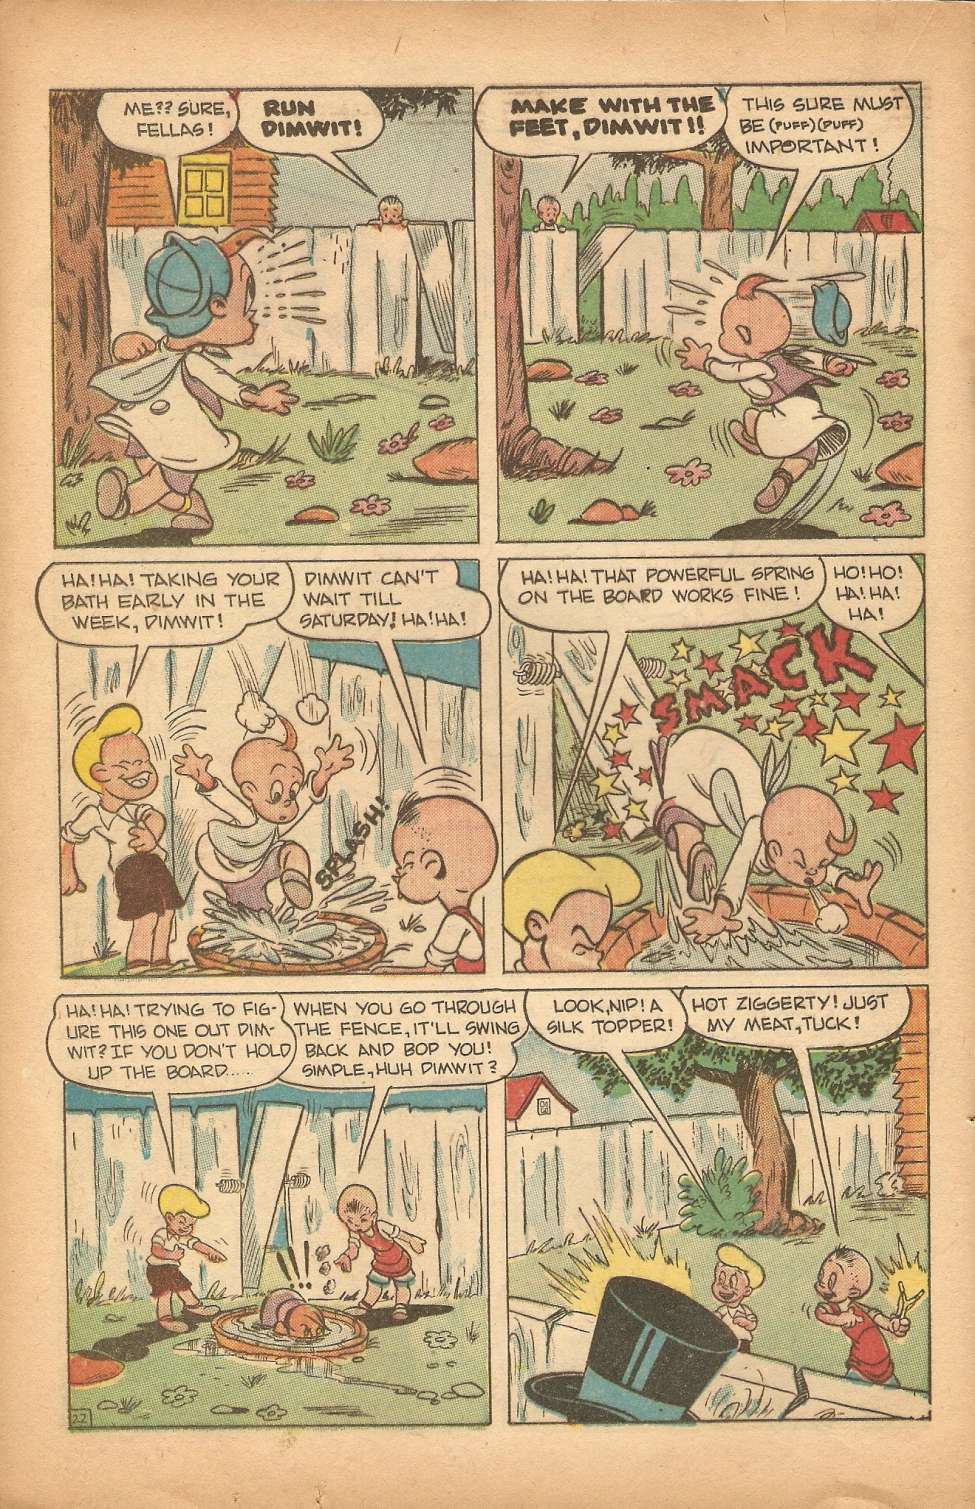 ME?? SURE,
FELLAS!
RUN
DIMWIT!
MAKE WITH THE
FEET, DIMWIT!!
THIS SURE MUST
BE (PUFF)(PUFF)
IMPORTANT!
HA! HA! TAKING YOUR
BATH EARLY IN THE
WEEK, DIMWIT!
DIMWIT CAN'T
WAIT TILL
SATURDAY! HA! HA!
SPLASH!
HA! HA! THAT POWERFUL SPRING
ON THE BOARD WORKS FINE!
HO! HO!
HA! HA!
HA!
SMACK
HA! HA! TRYING TO FIG-
URE THIS ONE OUT DIM-
WIT? IF YOU DON'T HOLD
UP THE BOARD.....
WHEN YOU GO THROUGH
THE FENCE, IT'LL SWING
BACK AND BOP YOU!
SIMPLE, HUH DIMWIT?
!!!
22
LOOK, NIP! A
SILK TOPPER!
HOT ZIGGERTY! JUST
MY MEAT, TUCK!